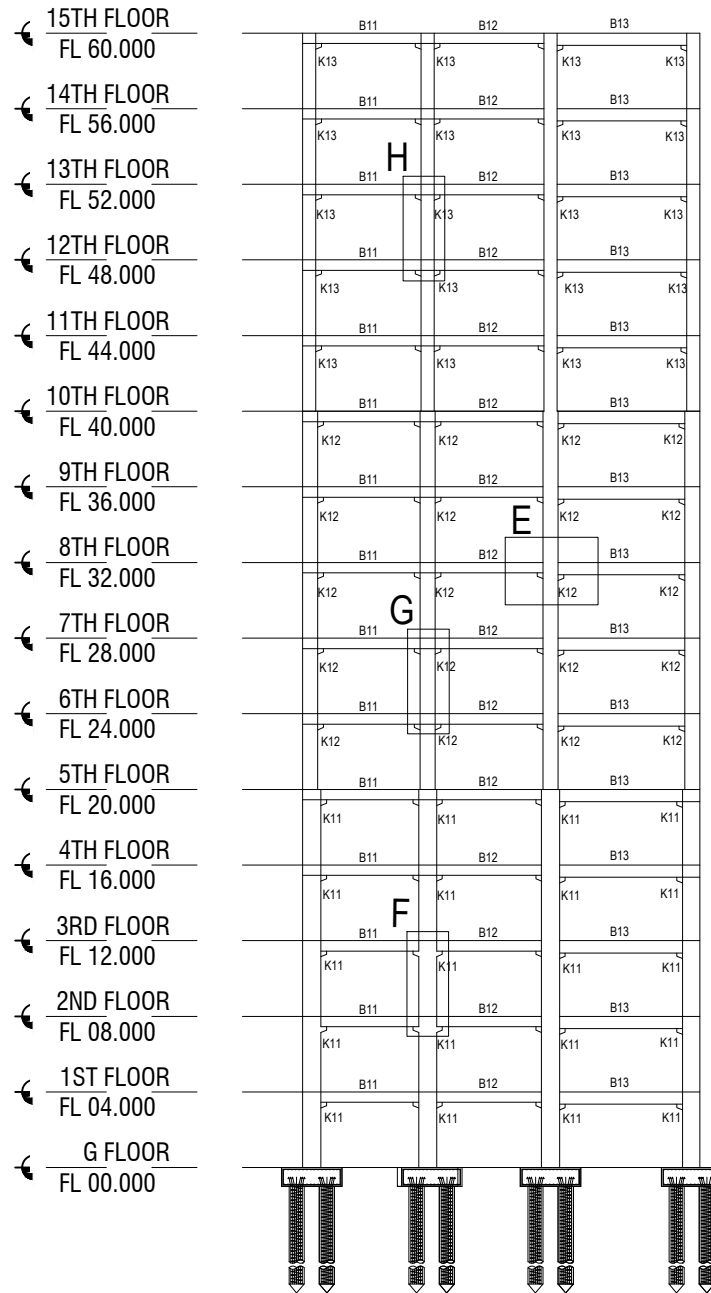 15TH FLOOR B11 B12 B13
FL 60.000 K13 K13 K13 K13
14TH FLOOR B11 B12 B13
FL 56.000 K13 K13 K13 K13
H
13TH FLOOR B11 B12 B13
FL 52.000 K13 K13 K13 K13
12TH FLOOR B11 B12 B13
FL 48.000 K13 K13 K13 K13
11TH FLOOR B11 B12 B13
FL 44.000 K13 K13 K13 K13
10TH FLOOR B11 B12 B13
FL 40.000 K12 K12 K12 K12
9TH FLOOR B11 B12 B13
FL 36.000 K12 K12 K12 K12
E
8TH FLOOR B11 B12 B13
FL 32.000 K12 K12 K12 K12
G
7TH FLOOR B11 B12 B13
FL 28.000 K12 K12 K12 K12
6TH FLOOR B11 B12 B13
FL 24.000 K12 K12 K12 K12
5TH FLOOR B11 B12 B13
FL 20.000 K11 K11 K11 K11
4TH FLOOR B11 B12 B13
FL 16.000 K11 K11 K11 K11
F
3RD FLOOR B11 B12 B13
FL 12.000 K11 K11 K11 K11
2ND FLOOR B11 B12 B13
FL 08.000 K11 K11 K11 K11
1ST FLOOR B11 B12 B13
FL 04.000 K11 K11 K11 K11
G FLOOR
FL 00.000